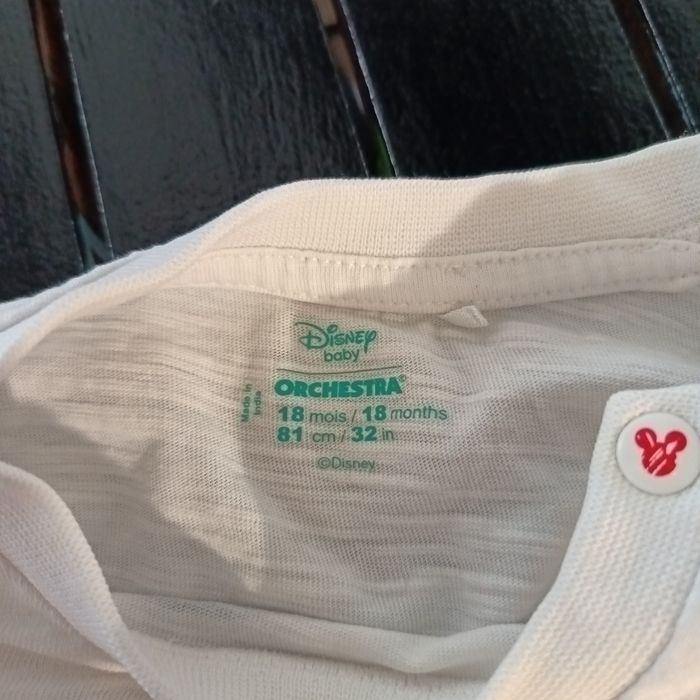 Disney
baby
ORCHESTRA®
18 mois / 18 months
81 cm / 32 in
©Disney
Made in
India